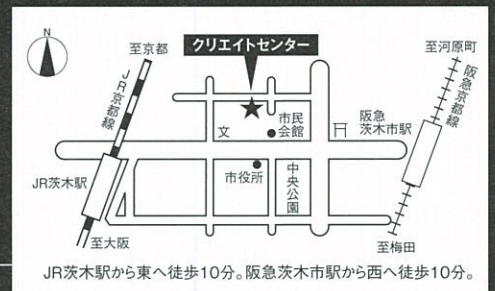 N
至京都
クリエイトセンター
至河原町
JR京都線
阪急京都線
市民
会館
文
阪急
茨木市駅
JR茨木駅
市役所
中央公園
至大阪
至梅田
JR茨木駅から東へ徒歩10分。阪急茨木市駅から西へ徒歩10分。